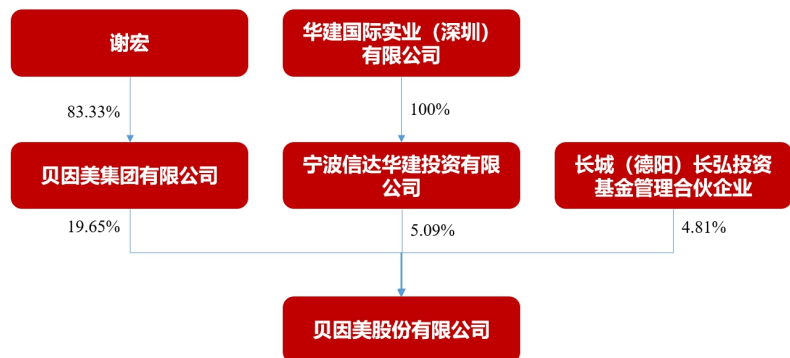 谢宏
华建国际实业（深圳）
有限公司
83.33%
100%
贝因美集团有限公司
宁波信达华建投资有限
公司
长城（德阳）长弘投资
基金管理合伙企业
19.65%
5.09%
4.81%
贝因美股份有限公司